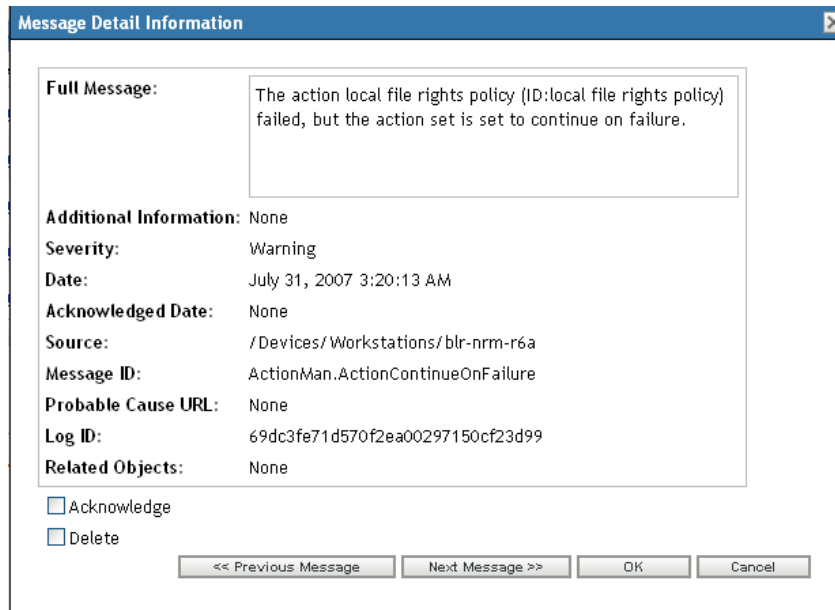 Message Detail Information
Full Message:
The action local file rights policy (ID:local file rights policy)
failed, but the action set is set to continue on failure.
Additional Information: None
Severity: Warning
Date: July 31, 2007 3:20:13 AM
Acknowledged Date: None
Source: /Devices/Workstations/blr-nrm-r6a
Message ID: ActionMan.ActionContinueOnFailure
Probable Cause URL: None
Log ID: 69dc3fe71d570f2ea00297150cf23d99
Related Objects: None
Acknowledge
Delete
<< Previous Message Next Message >> OK Cancel